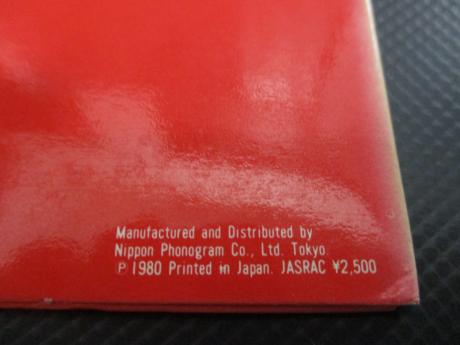 Manufactured and Distributed by
Nippon Phonogram Co., Ltd. Tokyo.
℗ 1980 Printed in Japan. JASRAC ¥2,500